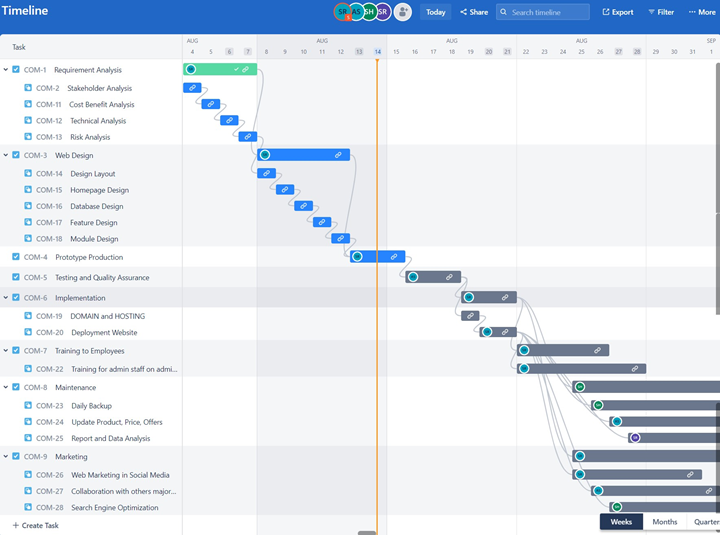 Timeline
SR AS SH SR Today Share Search timeline Export Filter More
Task
AUG AUG AUG AUG SEP
4 5 6 7 8 9 10 11 12 13 14 15 16 17 18 19 20 21 22 23 24 25 26 27 28 29 30 31 1
COM-1 Requirement Analysis
COM-2 Stakeholder Analysis
COM-11 Cost Benefit Analysis
COM-12 Technical Analysis
COM-13 Risk Analysis
COM-3 Web Design
COM-14 Design Layout
COM-15 Homepage Design
COM-16 Database Design
COM-17 Feature Design
COM-18 Module Design
COM-4 Prototype Production
COM-5 Testing and Quality Assurance
COM-6 Implementation
COM-19 DOMAIN and HOSTING
COM-20 Deployment Website
COM-7 Training to Employees
COM-22 Training for admin staff on admi...
COM-8 Maintenance
COM-23 Daily Backup
COM-24 Update Product, Price, Offers
COM-25 Report and Data Analysis
COM-9 Marketing
COM-26 Web Marketing in Social Media
COM-27 Collaboration with others major...
COM-28 Search Engine Optimization
+ Create Task
Weeks Months Quarter